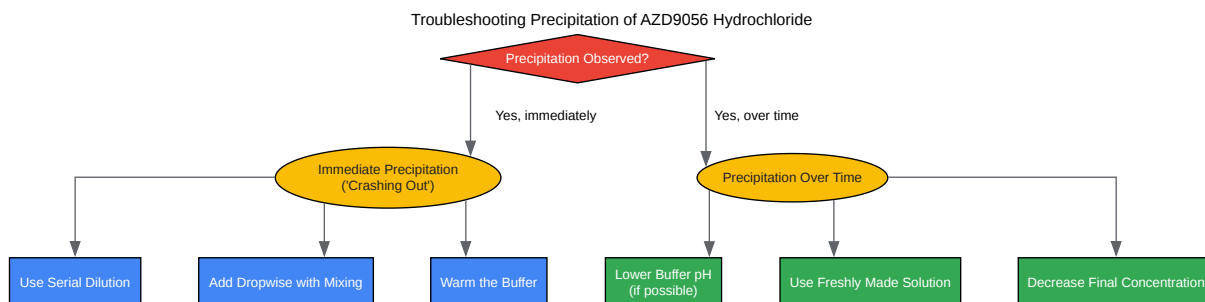 Troubleshooting Precipitation of AZD9056 Hydrochloride
Precipitation Observed?
Yes, immediately
Yes, over time
Immediate Precipitation
('Crashing Out')
Precipitation Over Time
Use Serial Dilution
Add Dropwise with Mixing
Warm the Buffer
Lower Buffer pH
(if possible)
Use Freshly Made Solution
Decrease Final Concentration